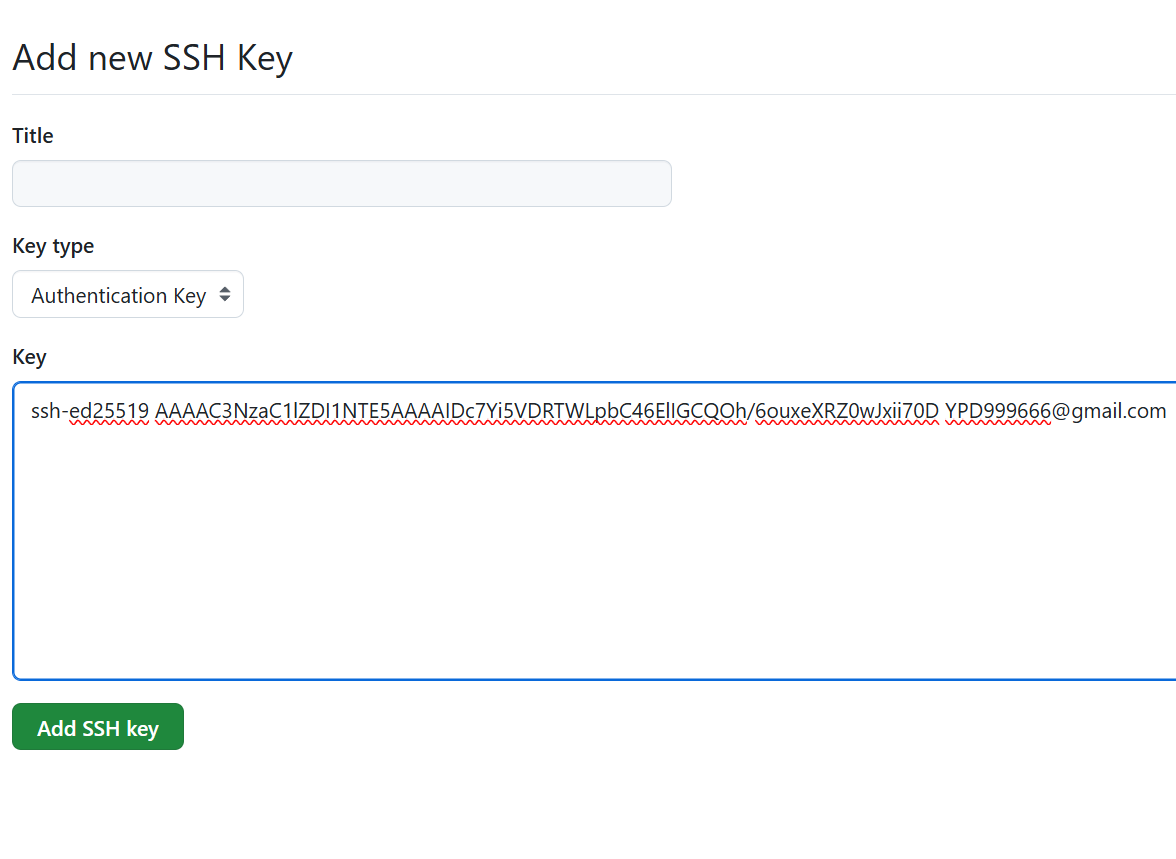 Add new SSH Key
Title
Key type
Authentication Key
Key
ssh-ed25519 AAAAC3NzaC1lZDI1NTE5AAAAIDc7Yi5VDRTWLpbC46ElIGCQOh/6ouxeXRZ0wJxii70D YPD999666@gmail.com
Add SSH key